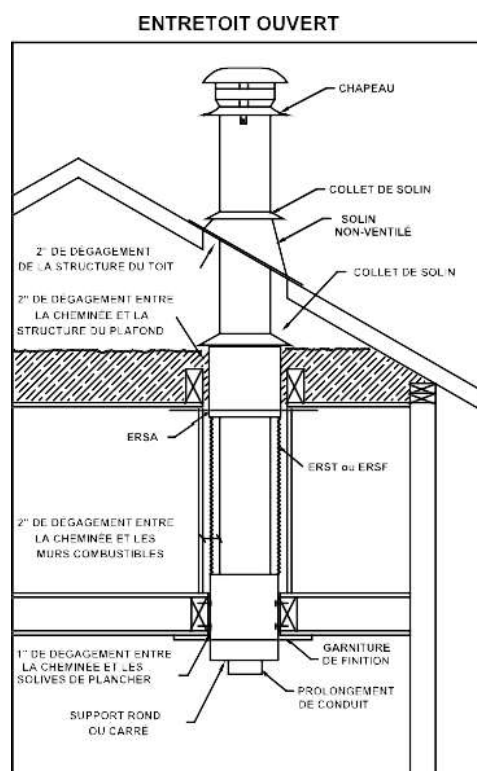 ENTRETOIT OUVERT
CHAPEAU
COLLET DE SOLIN
SOLIN
NON-VENTILÉ
2" DE DÉGAGEMENT
DE LA STRUCTURE DU TOIT
COLLET DE SOLIN
2" DE DÉGAGEMENT ENTRE
LA CHEMINÉE ET LA
STRUCTURE DU PLAFOND
ERSA
ERST ou ERSF
2" DE DÉGAGEMENT ENTRE
LA CHEMINÉE ET LES
MURS COMBUSTIBLES
1" DE DÉGAGEMENT ENTRE
LA CHEMINÉE ET LES
SOLIVES DE PLANCHER
GARNITURE
DE FINITION
PROLONGEMENT
DE CONDUIT
SUPPORT ROND
OU CARRÉ